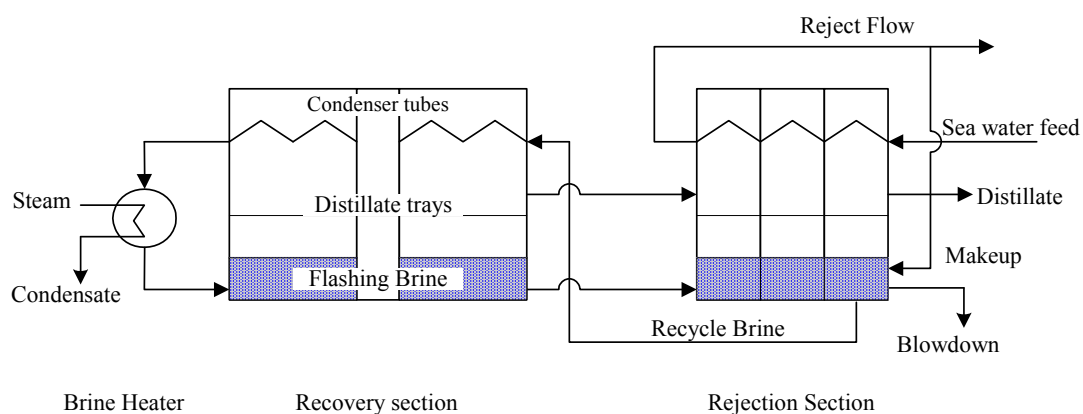 Reject Flow
Condenser tubes
Sea water feed
Steam
Distillate trays
Distillate
Makeup
Flashing Brine
Condensate
Recycle Brine
Blowdown
Brine Heater
Recovery section
Rejection Section